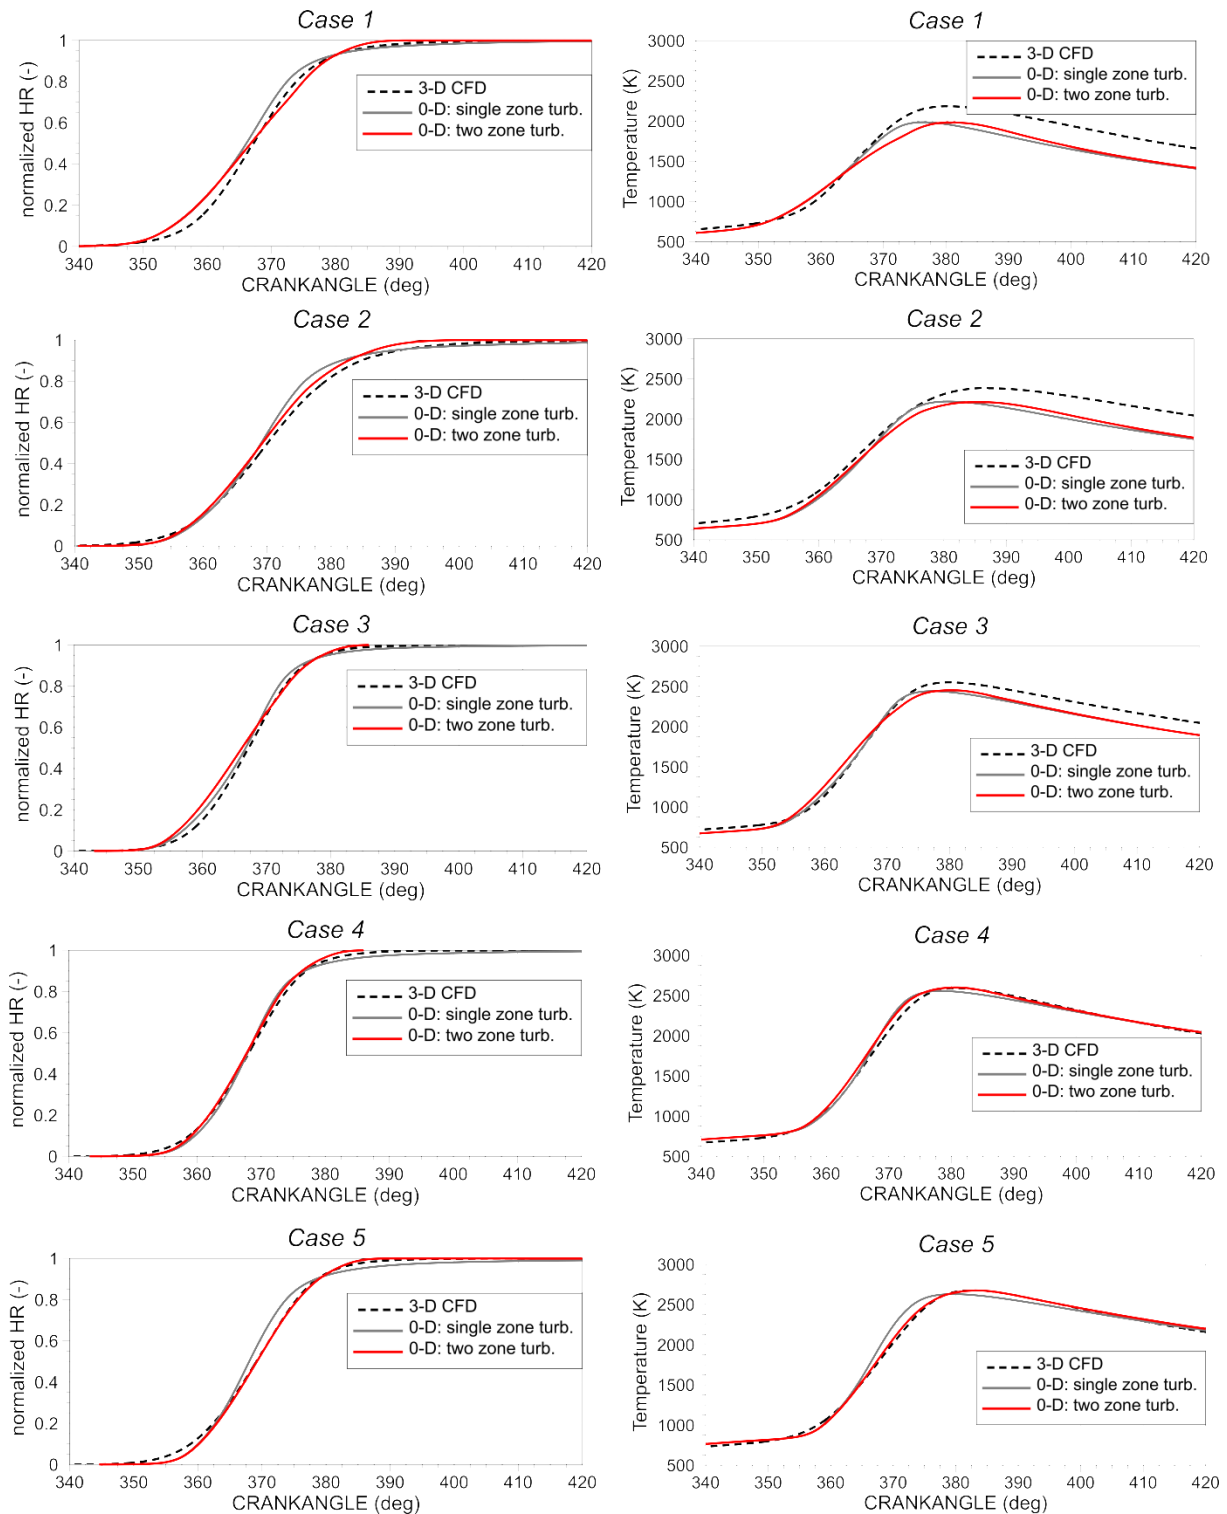 Case 1
normalized HR (-)
1
0.8
0.6
0.4
0.2
0
3-D CFD
0-D: single zone turb.
0-D: two zone turb.
340 350 360 370 380 390 400 410 420
CRANKANGLE (deg)
Case 1
Temperature (K)
3000
2500
2000
1500
1000
500
3-D CFD
0-D: single zone turb.
0-D: two zone turb.
340 350 360 370 380 390 400 410 420
CRANKANGLE (deg)
Case 2
normalized HR (-)
1
0.8
0.6
0.4
0.2
0
3-D CFD
0-D: single zone turb.
0-D: two zone turb.
340 350 360 370 380 390 400 410 420
CRANKANGLE (deg)
Case 2
Temperature (K)
3000
2500
2000
1500
1000
500
3-D CFD
0-D: single zone turb.
0-D: two zone turb.
340 350 360 370 380 390 400 410 420
CRANKANGLE (deg)
Case 3
normalized HR (-)
1
0.8
0.6
0.4
0.2
0
3-D CFD
0-D: single zone turb.
0-D: two zone turb.
340 350 360 370 380 390 400 410 420
CRANKANGLE (deg)
Case 3
Temperature (K)
3000
2500
2000
1500
1000
500
3-D CFD
0-D: single zone turb.
0-D: two zone turb.
340 350 360 370 380 390 400 410 420
CRANKANGLE (deg)
Case 4
normalized HR (-)
1
0.8
0.6
0.4
0.2
0
3-D CFD
0-D: single zone turb.
0-D: two zone turb.
340 350 360 370 380 390 400 410 420
CRANKANGLE (deg)
Case 4
Temperature (K)
3000
2500
2000
1500
1000
500
3-D CFD
0-D: single zone turb.
0-D: two zone turb.
340 350 360 370 380 390 400 410 420
CRANKANGLE (deg)
Case 5
normalized HR (-)
1
0.8
0.6
0.4
0.2
0
3-D CFD
0-D: single zone turb.
0-D: two zone turb.
340 350 360 370 380 390 400 410 420
CRANKANGLE (deg)
Case 5
Temperature (K)
3000
2500
2000
1500
1000
500
3-D CFD
0-D: single zone turb.
0-D: two zone turb.
340 350 360 370 380 390 400 410 420
CRANKANGLE (deg)